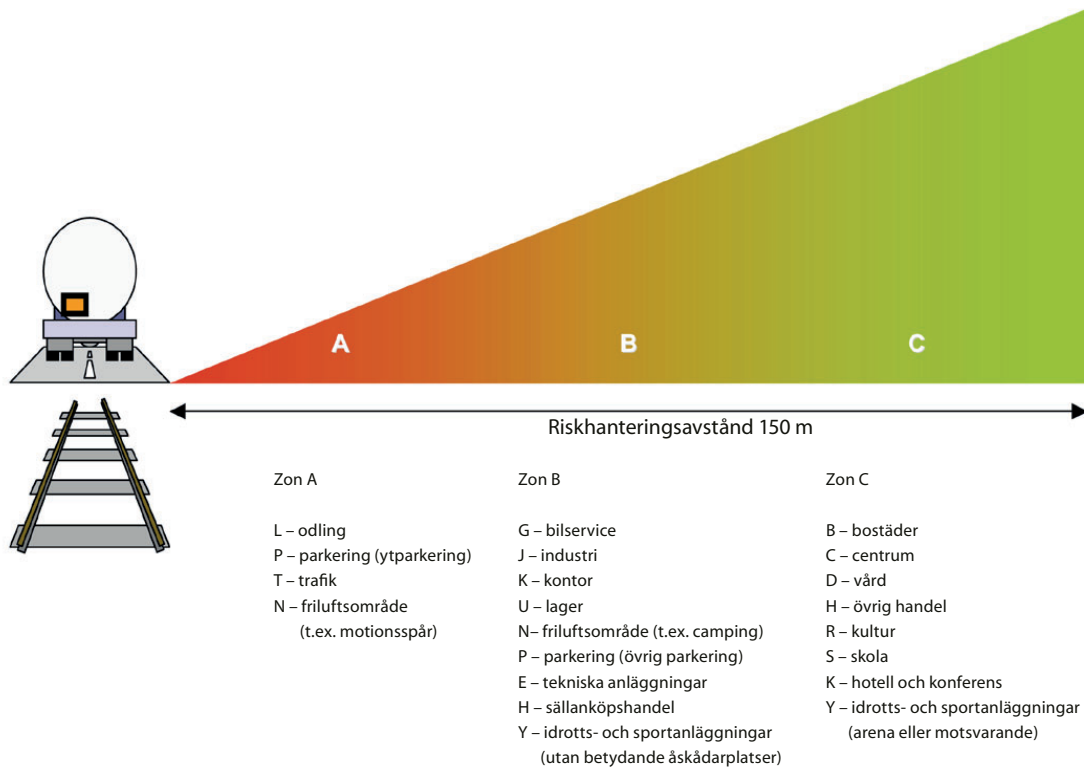 A
B
C
Riskhanteringsavstånd 150 m
Zon A
L – odling
P – parkering (ytparkering)
T – trafik
N – friluftsområde
(t.ex. motionsspår)
Zon B
G – bilservice
J – industri
K – kontor
U – lager
N– friluftsområde (t.ex. camping)
P – parkering (övrig parkering)
E – tekniska anläggningar
H – sällanköpshandel
Y – idrotts- och sportanläggningar
(utan betydande åskådarplatser)
Zon C
B – bostäder
C – centrum
D – vård
H – övrig handel
R – kultur
S – skola
K – hotell och konferens
Y – idrotts- och sportanläggningar
(arena eller motsvarande)